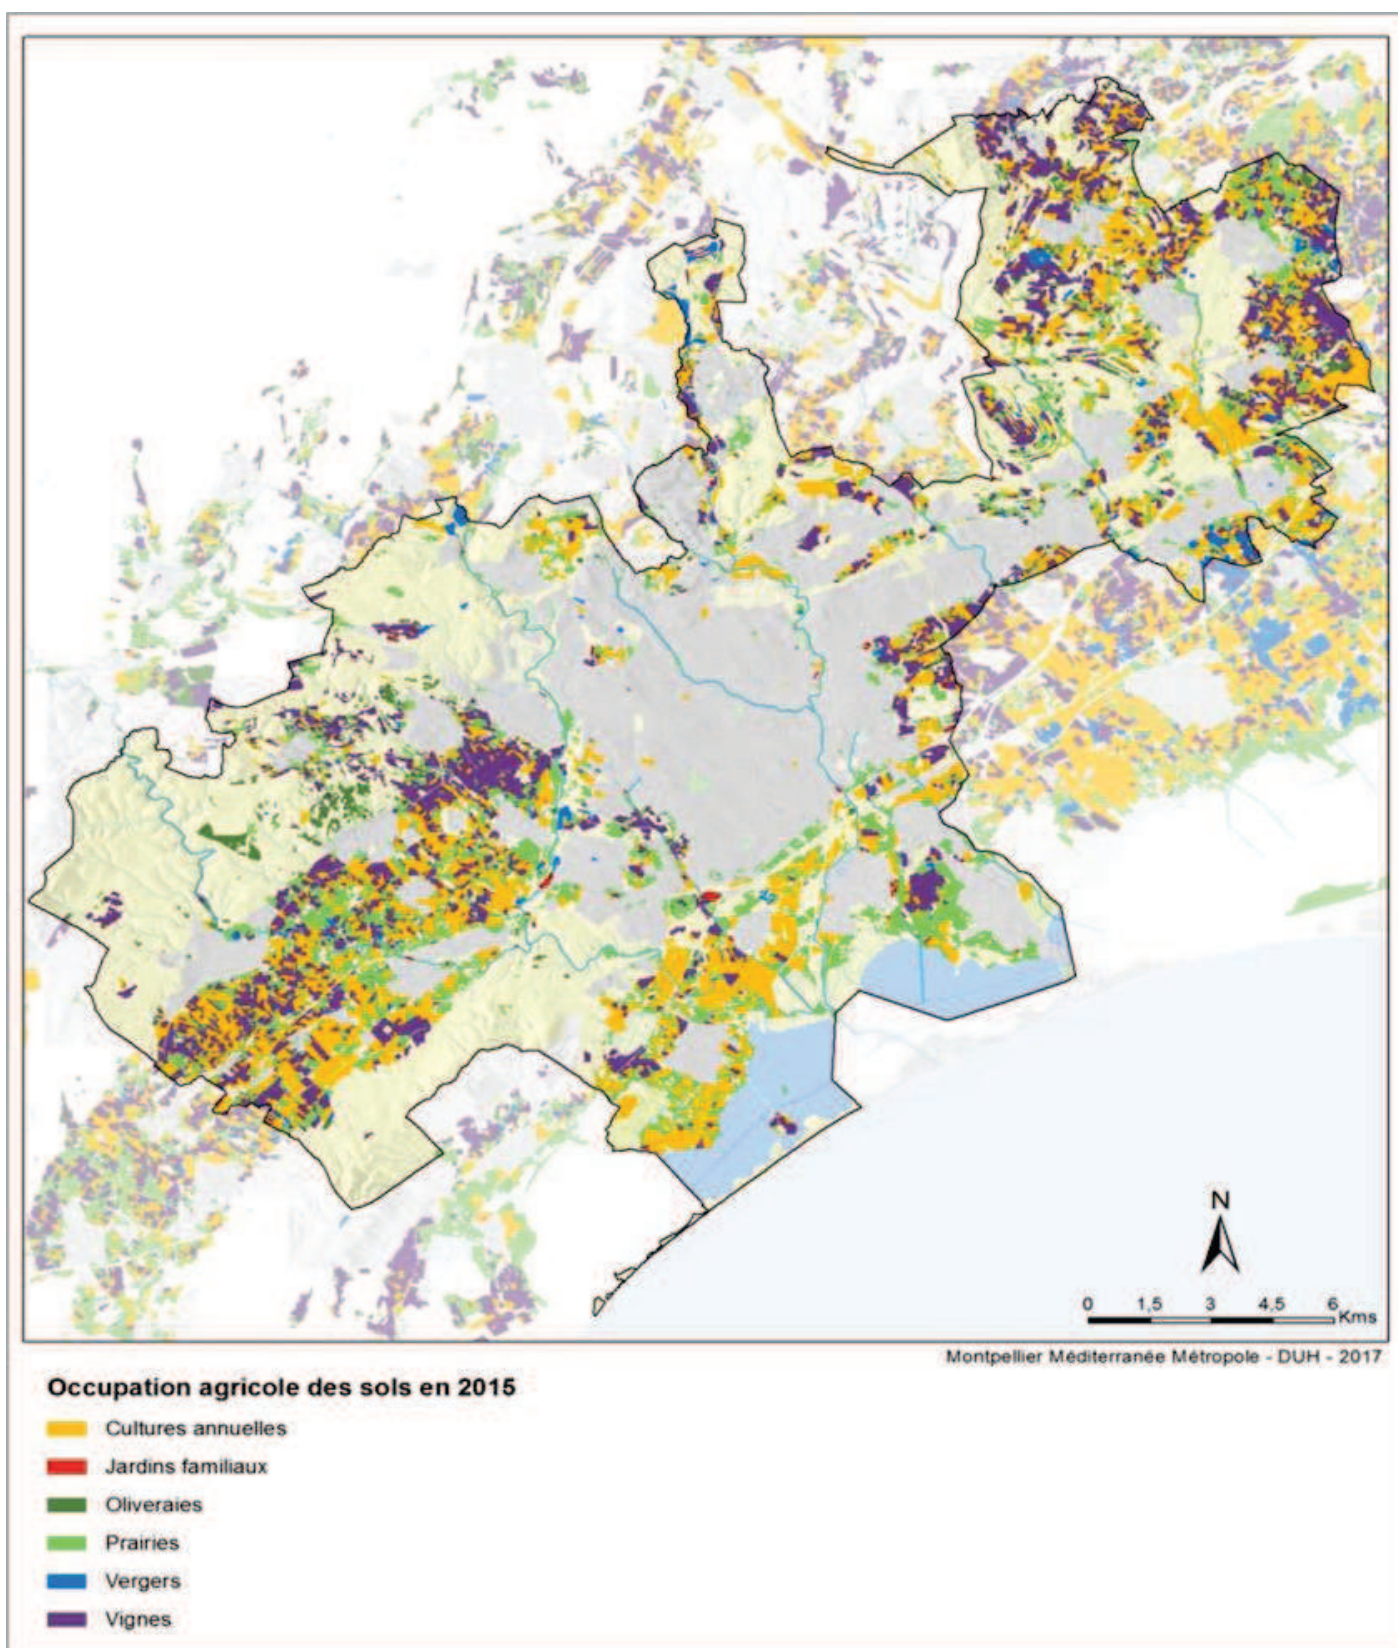 N
0 1,5 3 4,5 6 Kms
Montpellier Méditerranée Métropole - DUH - 2017
Occupation agricole des sols en 2015
Cultures annuelles
Jardins familiaux
Oliveraies
Prairies
Vergers
Vignes